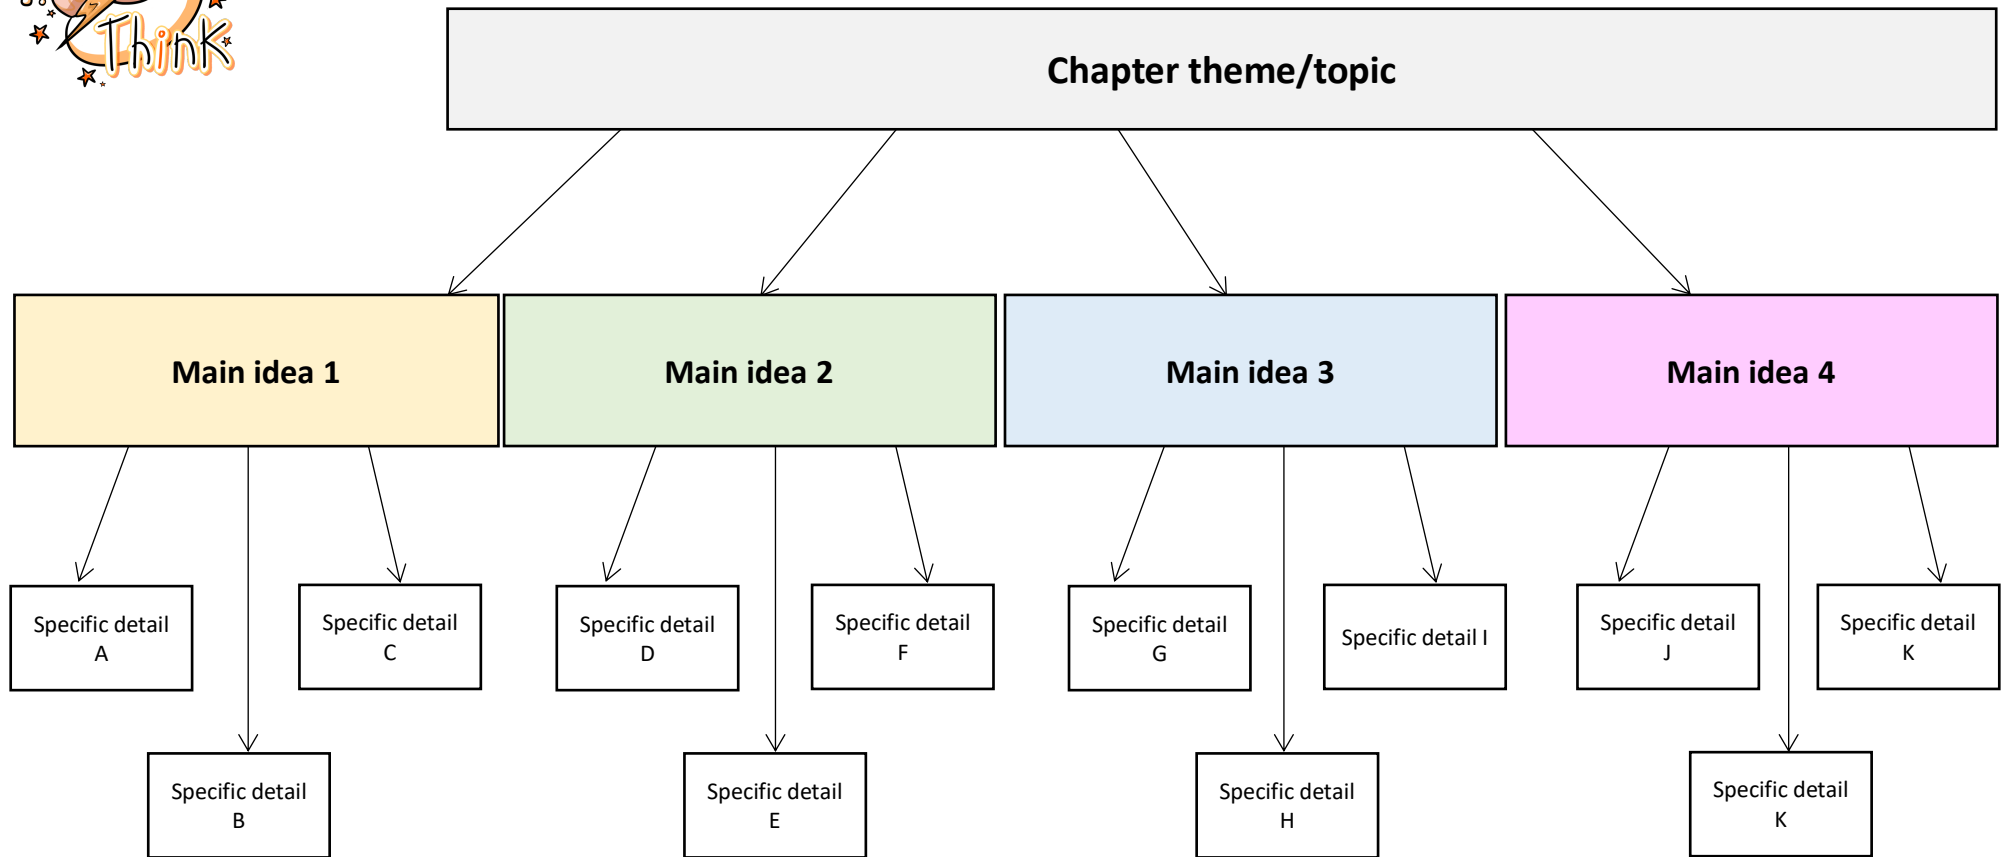 Think
Chapter theme/topic
Main idea 1
Main idea 2
Main idea 3
Main idea 4
Specific detail
A
Specific detail
C
Specific detail
D
Specific detail
F
Specific detail
G
Specific detail I
Specific detail
J
Specific detail
K
Specific detail
B
Specific detail
E
Specific detail
H
Specific detail
K